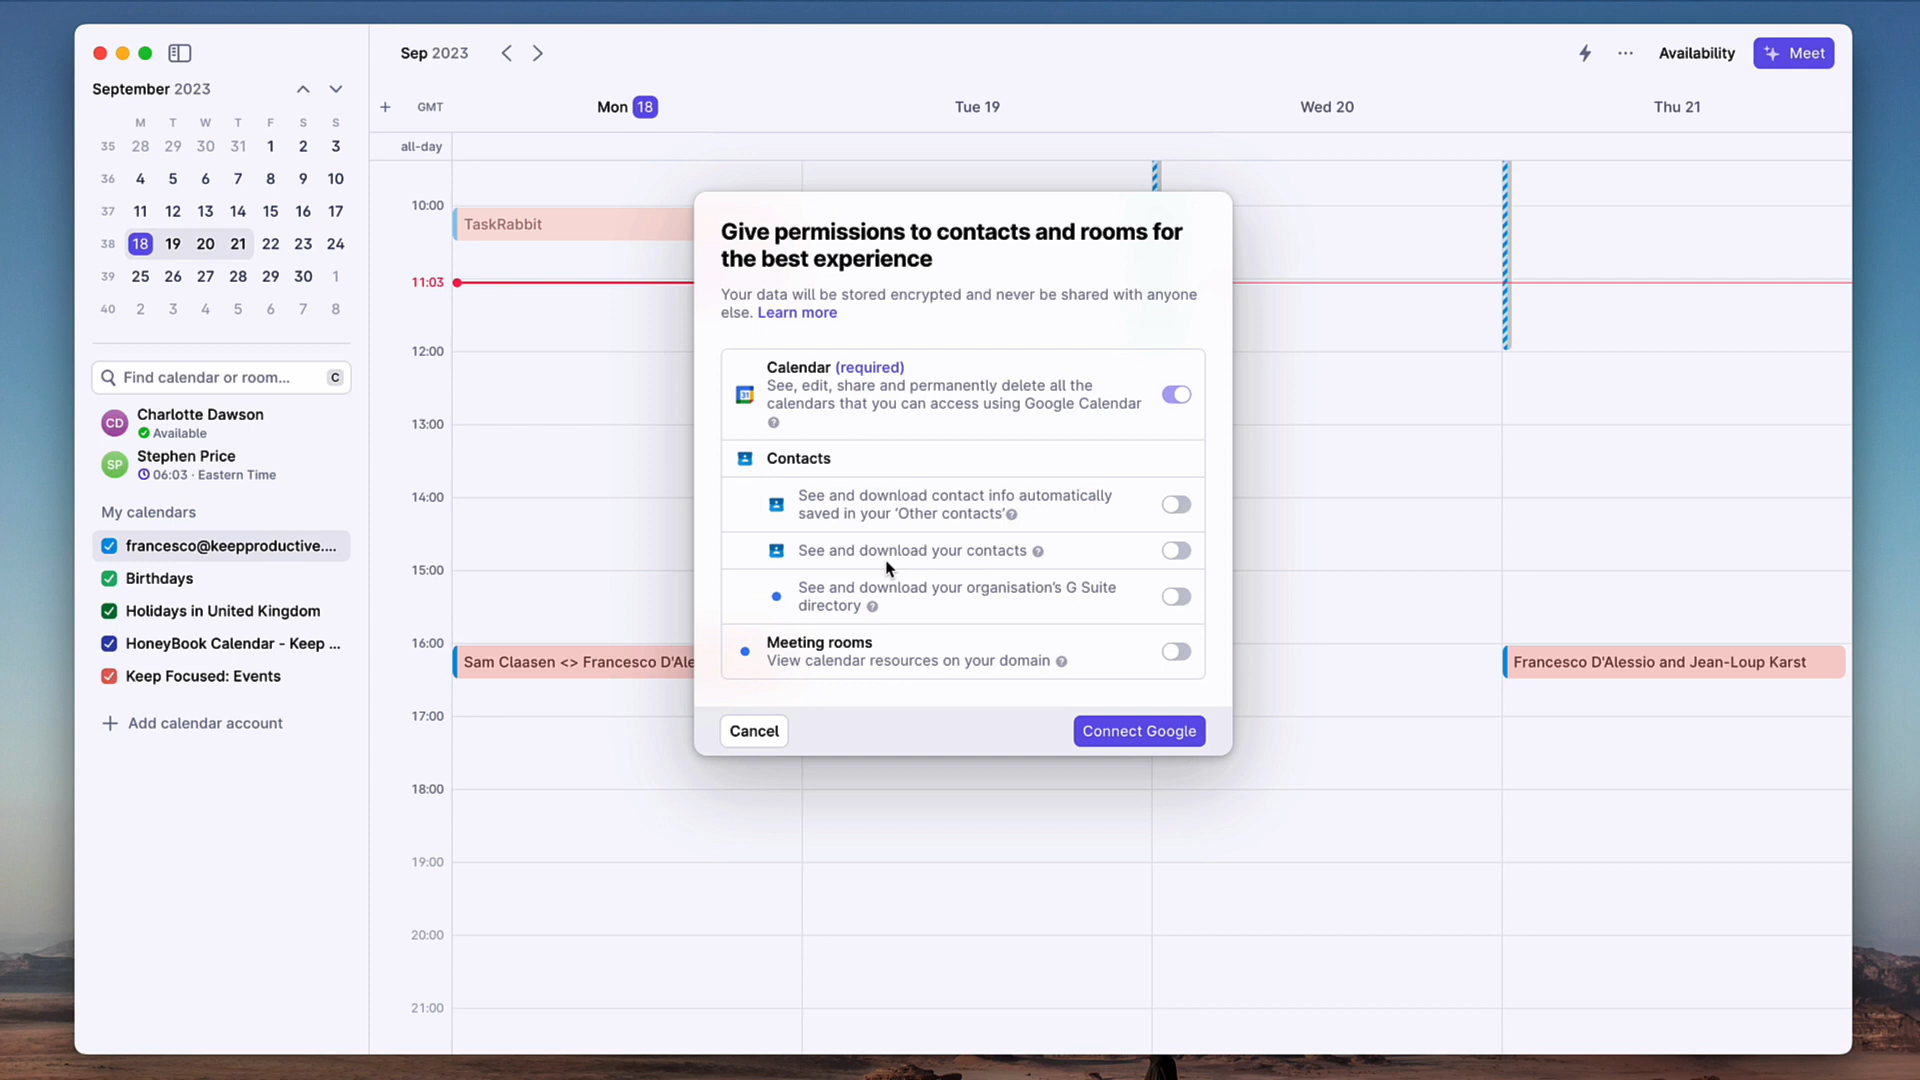 September 2023
M T W T F S S
35 28 29 30 31 1 2 3
36 4 5 6 7 8 9 10
37 11 12 13 14 15 16 17
38 18 19 20 21 22 23 24
39 25 26 27 28 29 30 1
40 2 3 4 5 6 7 8
Find calendar or room... C
CD Charlotte Dawson
Available
SP Stephen Price
06:03 · Eastern Time
My calendars
francesco@keepproductive....
Birthdays
Holidays in United Kingdom
HoneyBook Calendar - Keep ...
Keep Focused: Events
+ Add calendar account
Sep 2023
Availability
Meet
+ GMT Mon 18 Tue 19 Wed 20 Thu 21
all-day
10:00
TaskRabbit
11:03
12:00
13:00
14:00
15:00
16:00
Sam Claasen <> Francesco D'Ale
Francesco D'Alessio and Jean-Loup Karst
17:00
18:00
19:00
20:00
21:00
Give permissions to contacts and rooms for
the best experience
Your data will be stored encrypted and never be shared with anyone
else. Learn more
31
Calendar (required)
See, edit, share and permanently delete all the
calendars that you can access using Google Calendar
?
Contacts
See and download contact info automatically
saved in your 'Other contacts' ?
See and download your contacts ?
See and download your organisation's G Suite
directory ?
Meeting rooms
View calendar resources on your domain ?
Cancel
Connect Google